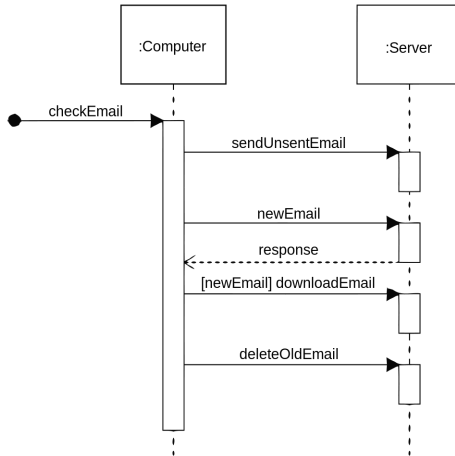 :Computer
:Server
checkEmail
sendUnsentEmail
newEmail
response
[newEmail] downloadEmail
deleteOldEmail